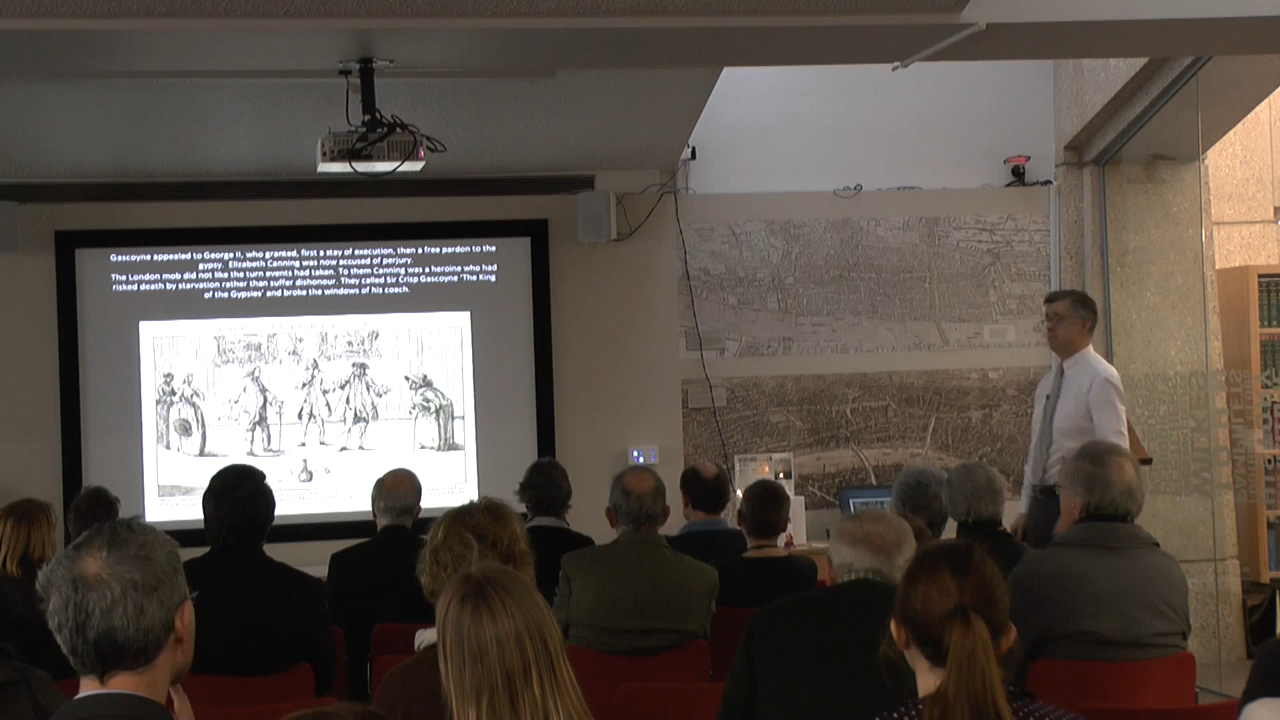 Gascoyne appealed to George II, who granted, first a stay of execution, then a free pardon to the
gypsy. Elizabeth Canning was now accused of perjury.
The London mob did not like the turn events had taken. To them Canning was a heroine who had
risked death by starvation rather than suffer dishonour. They called Sir Crisp Gascoyne 'The King
of the Gypsies' and broke the windows of his coach.